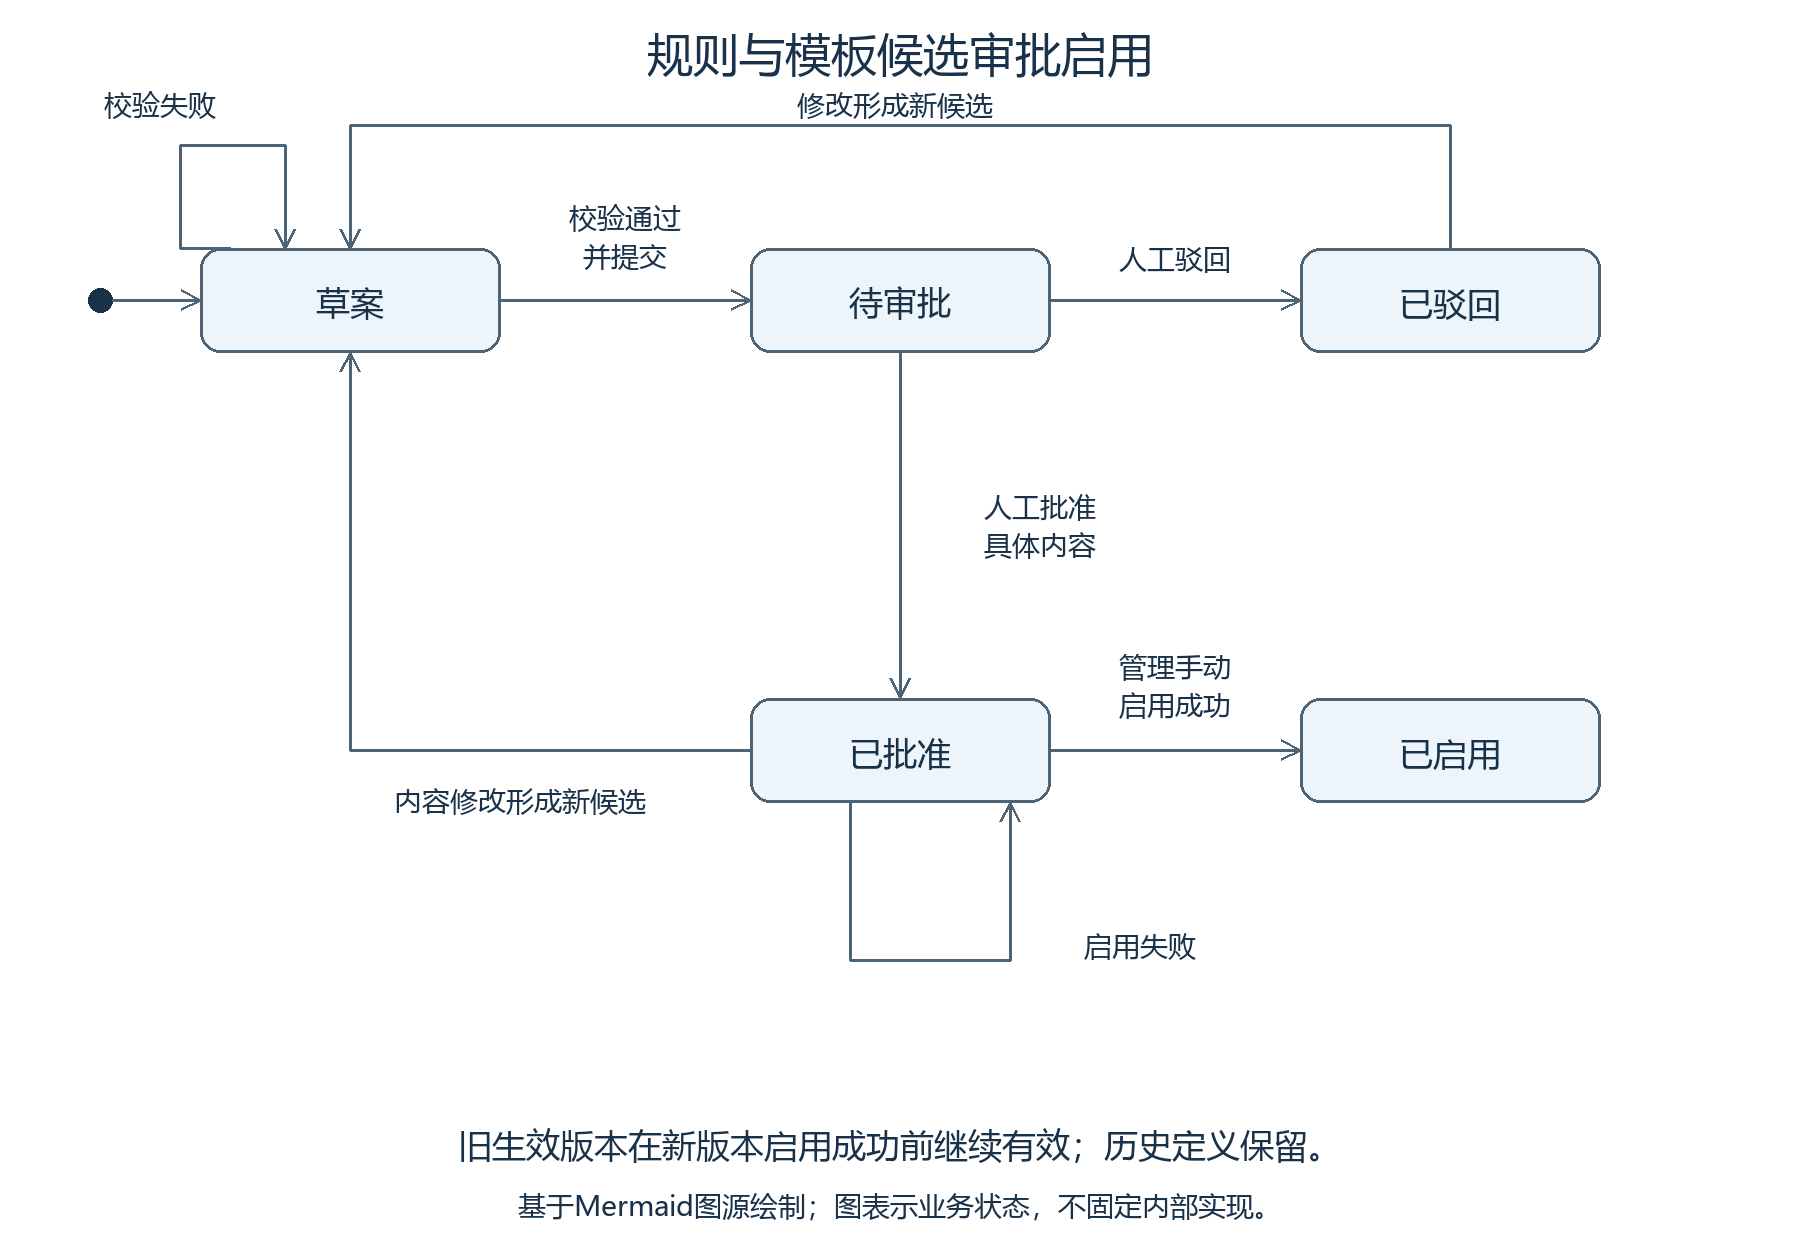 规则与模板候选审批启用
校验失败
修改形成新候选
校验通过
并提交
人工驳回
草案
待审批
已驳回
人工批准
具体内容
管理手动
启用成功
已批准
已启用
内容修改形成新候选
启用失败
旧生效版本在新版本启用成功前继续有效；历史定义保留。
基于Mermaid图源绘制；图表示业务状态，不固定内部实现。